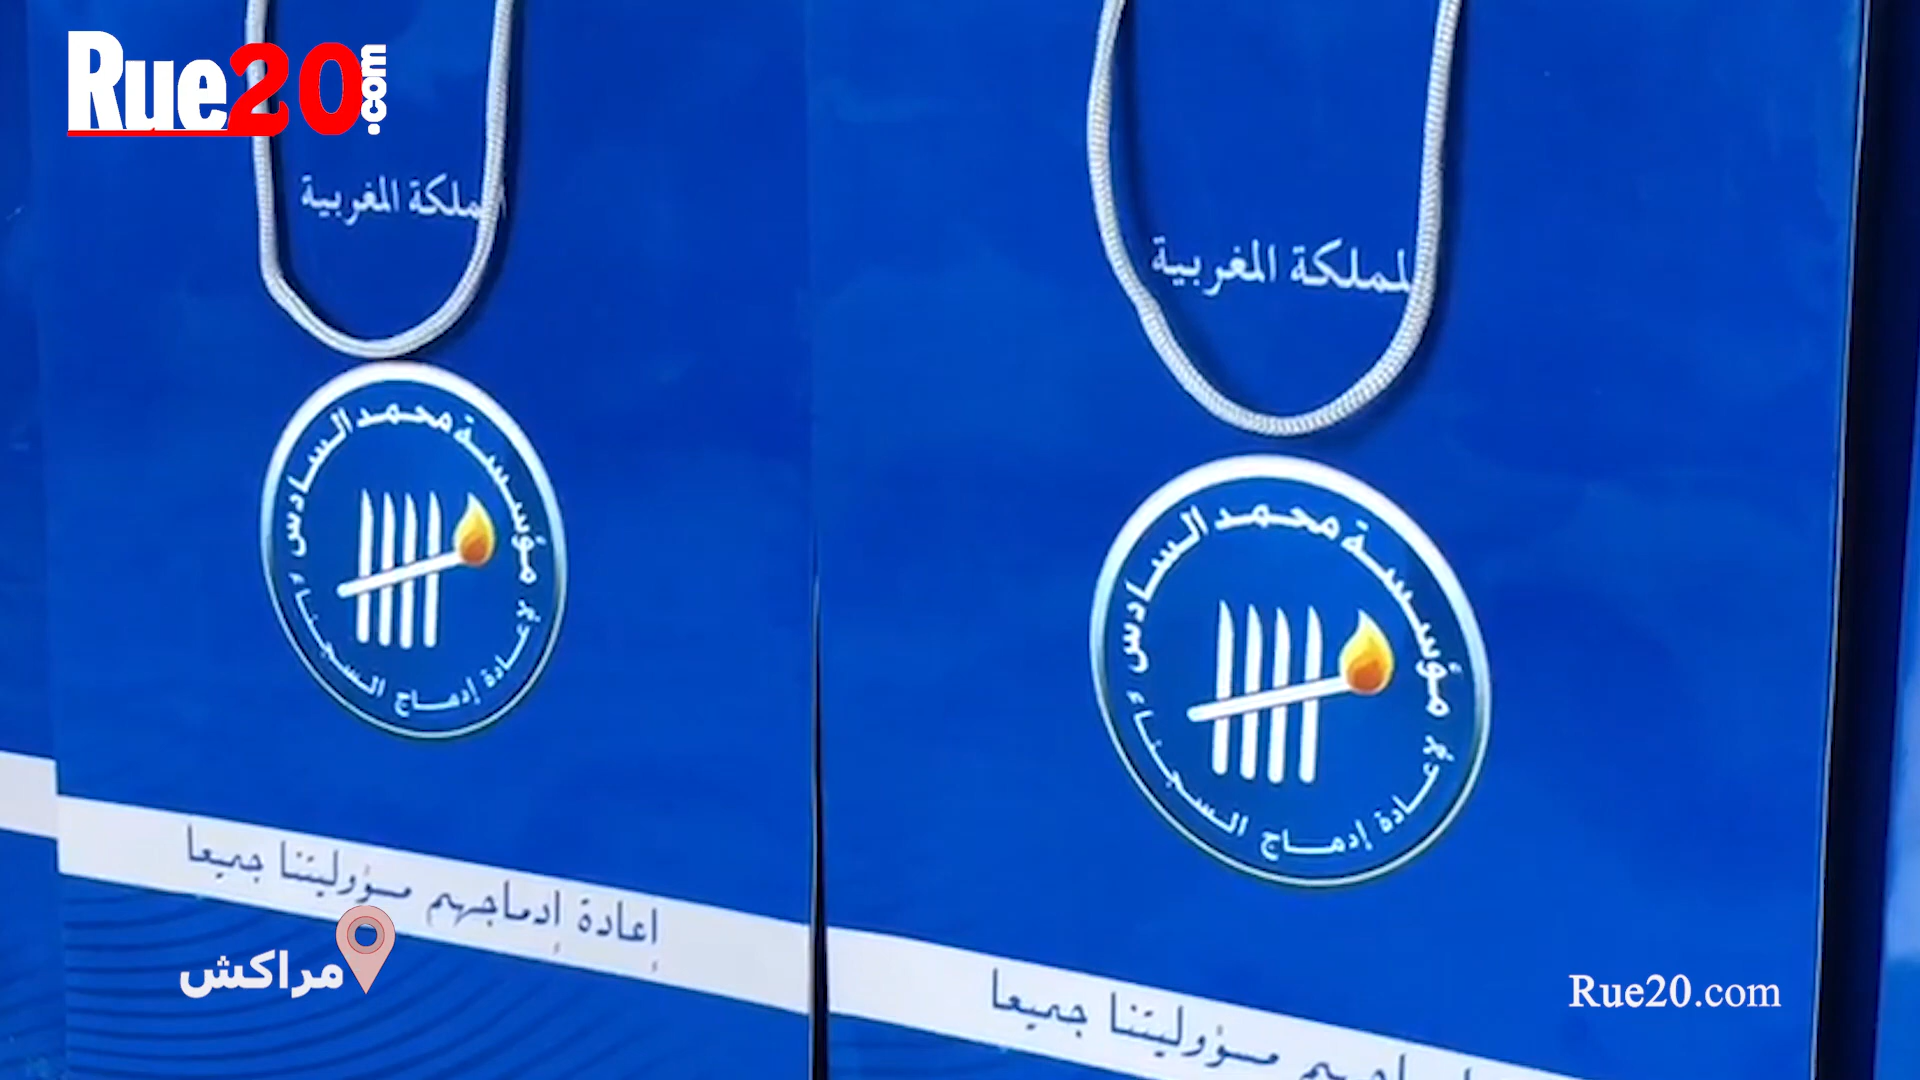 Rue20.com
المملكة المغربية
مؤسسة محمد السادس
لإعادة إدماج السجناء
إعادة إدماجهم مسؤوليتنا جميعا
مراكش
لمملكة المغربية
مؤسسة محمد السادس
لإعادة إدماج السجناء
مسؤوليتنا جميعا
Rue20.com